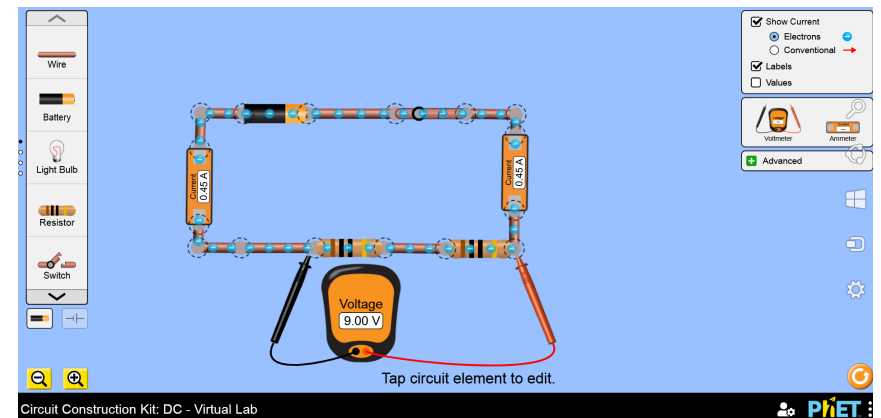 Wire
Battery
Light Bulb
Resistor
Switch
Current
0.45 A
Current
0.45 A
Voltage
9.00 V
Tap circuit element to edit.
Show Current
Electrons
Conventional
Labels
Values
Voltmeter
Ammeter
Advanced
Circuit Construction Kit: DC - Virtual Lab
PhET